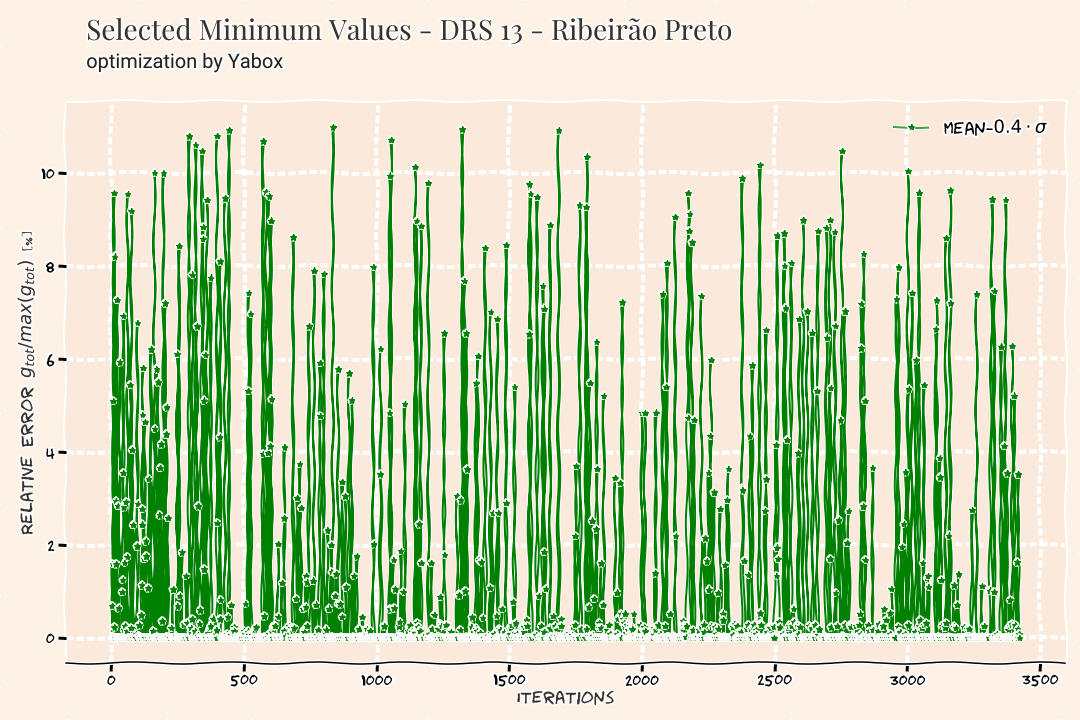 Selected Minimum Values - DRS 13 - Ribeirão Preto
optimization by Yabox
MEAN-0.4 · σ
RELATIVE ERROR g_tot/max(g_tot) [%]
10
8
6
4
2
0
0 500 1000 1500 2000 2500 3000 3500
ITERATIONS